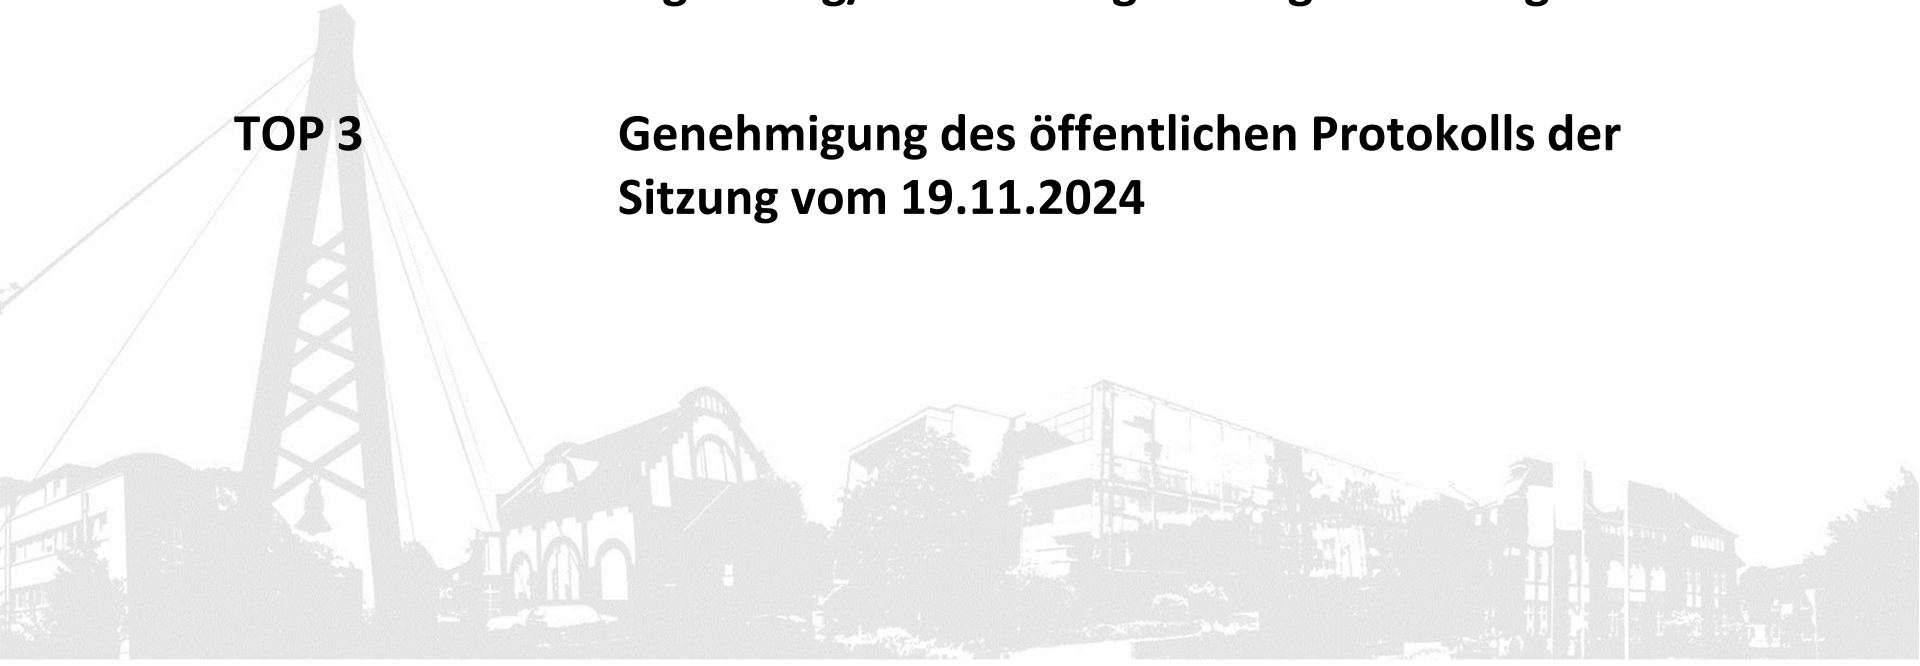 TOP 3 Genehmigung des öffentlichen Protokolls der
Sitzung vom 19.11.2024